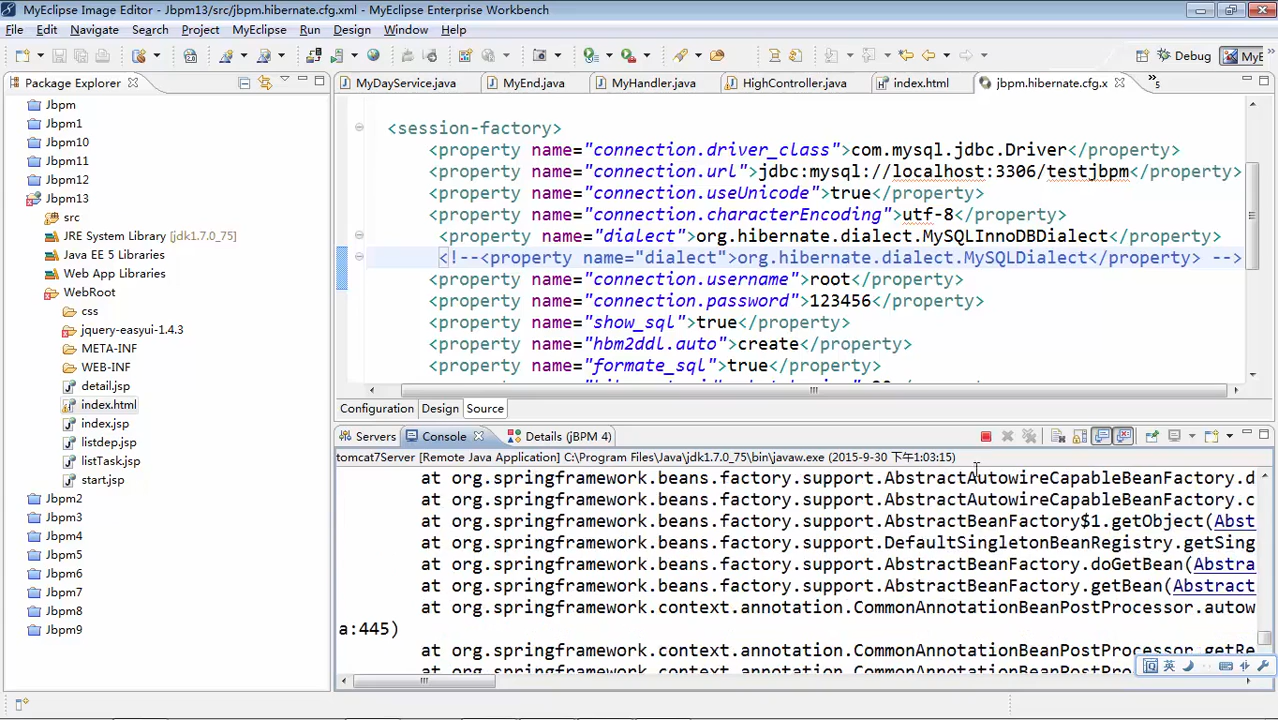 MyEclipse Image Editor - Jbpm13/src/jbpm.hibernate.cfg.xml - MyEclipse Enterprise Workbench
File Edit Navigate Search Project MyEclipse Run Design Window Help
Debug MyE
Package Explorer
MyDayService.java MyEnd.java MyHandler.java HighController.java index.html jbpm.hibernate.cfg.x »5
Jbpm
Jbpm1
Jbpm10
Jbpm11
Jbpm12
Jbpm13
src
JRE System Library [jdk1.7.0_75]
Java EE 5 Libraries
Web App Libraries
WebRoot
css
jquery-easyui-1.4.3
META-INF
WEB-INF
detail.jsp
index.html
index.jsp
listdep.jsp
listTask.jsp
start.jsp
Jbpm2
Jbpm3
Jbpm4
Jbpm5
Jbpm6
Jbpm7
Jbpm8
Jbpm9
<session-factory>
<property name="connection.driver_class">com.mysql.jdbc.Driver</property>
<property name="connection.url">jdbc:mysql://localhost:3306/testjbpm</property>
<property name="connection.useUnicode">true</property>
<property name="connection.characterEncoding">utf-8</property>
<property name="dialect">org.hibernate.dialect.MySQLInnoDBDialect</property>
<!--<property name="dialect">org.hibernate.dialect.MySQLDialect</property> -->
<property name="connection.username">root</property>
<property name="connection.password">123456</property>
<property name="show_sql">true</property>
<property name="hbm2ddl.auto">create</property>
<property name="formate_sql">true</property>
Configuration Design Source
Servers Console Details (jBPM 4)
tomcat7Server [Remote Java Application] C:\Program Files\Java\jdk1.7.0_75\bin\javaw.exe (2015-9-30 下午1:03:15)
at org.springframework.beans.factory.support.AbstractAutowireCapableBeanFactory.d
at org.springframework.beans.factory.support.AbstractAutowireCapableBeanFactory.c
at org.springframework.beans.factory.support.AbstractBeanFactory$1.getObject(Abst
at org.springframework.beans.factory.support.DefaultSingletonBeanRegistry.getSing
at org.springframework.beans.factory.support.AbstractBeanFactory.doGetBean(Abstra
at org.springframework.beans.factory.support.AbstractBeanFactory.getBean(Abstract
at org.springframework.context.annotation.CommonAnnotationBeanPostProcessor.autow
a:445)
at org.springframework.context.annotation.CommonAnnotationBeanPostProcessor.getRe
英